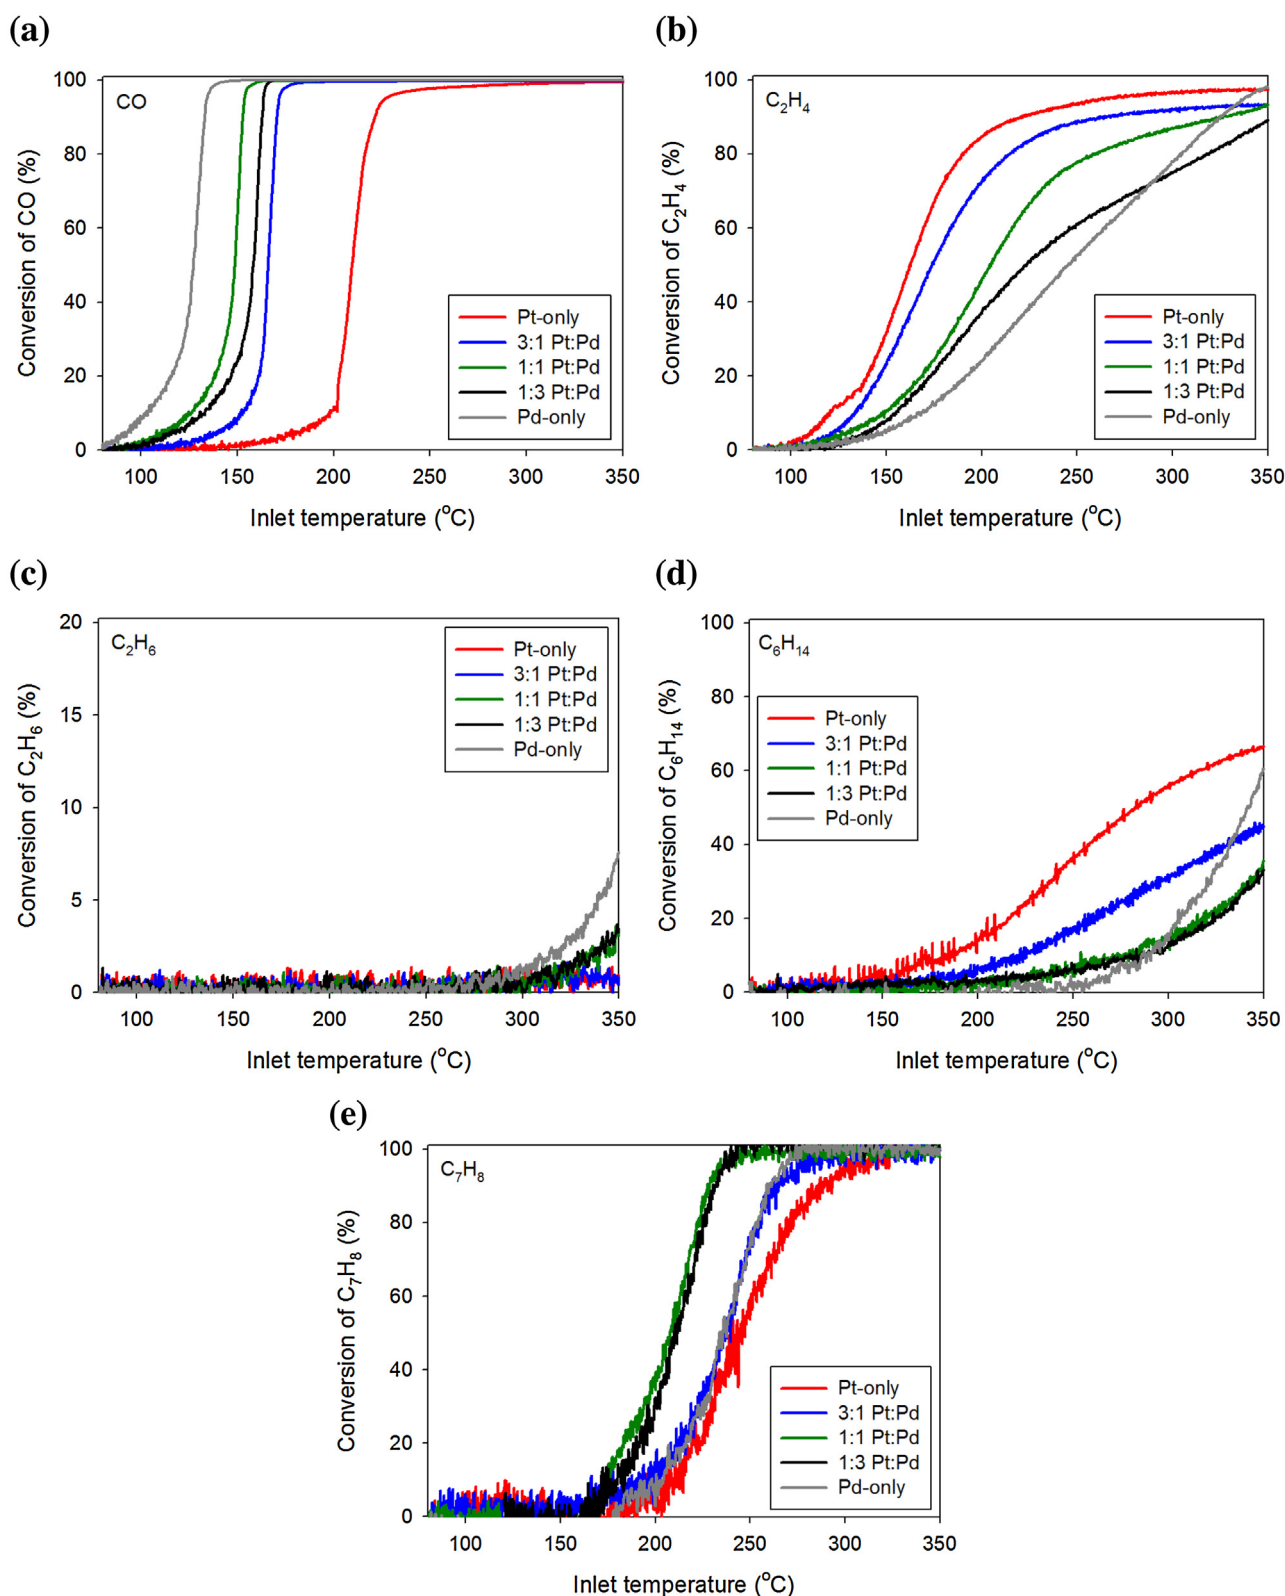 (a)
CO
Conversion of CO (%)
100
80
60
40
20
0
Pt-only
3:1 Pt:Pd
1:1 Pt:Pd
1:3 Pt:Pd
Pd-only
100 150 200 250 300 350
Inlet temperature (°C)
(b)
C₂H₄
Conversion of C₂H₄ (%)
100
80
60
40
20
0
Pt-only
3:1 Pt:Pd
1:1 Pt:Pd
1:3 Pt:Pd
Pd-only
100 150 200 250 300 350
Inlet temperature (°C)
(c)
C₂H₆
Conversion of C₂H₆ (%)
20
15
10
5
0
Pt-only
3:1 Pt:Pd
1:1 Pt:Pd
1:3 Pt:Pd
Pd-only
100 150 200 250 300 350
Inlet temperature (°C)
(d)
C₆H₁₄
Conversion of C₆H₁₄ (%)
100
80
60
40
20
0
Pt-only
3:1 Pt:Pd
1:1 Pt:Pd
1:3 Pt:Pd
Pd-only
100 150 200 250 300 350
Inlet temperature (°C)
(e)
C₇H₈
Conversion of C₇H₈ (%)
100
80
60
40
20
0
Pt-only
3:1 Pt:Pd
1:1 Pt:Pd
1:3 Pt:Pd
Pd-only
100 150 200 250 300 350
Inlet temperature (°C)